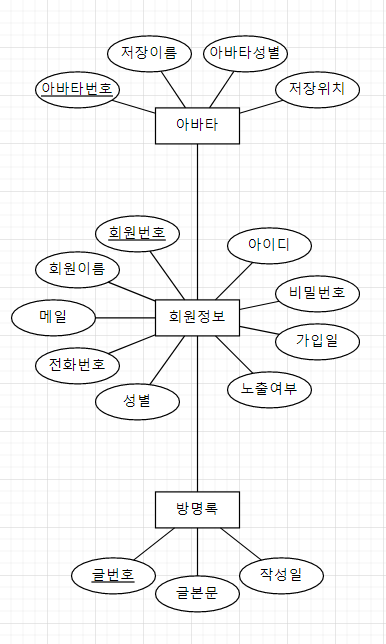 저장이름
아바타성별
아바타번호
저장위치
아바타
회원번호
아이디
회원이름
비밀번호
메일
회원정보
가입일
전화번호
노출여부
성별
방명록
글번호
작성일
글본문